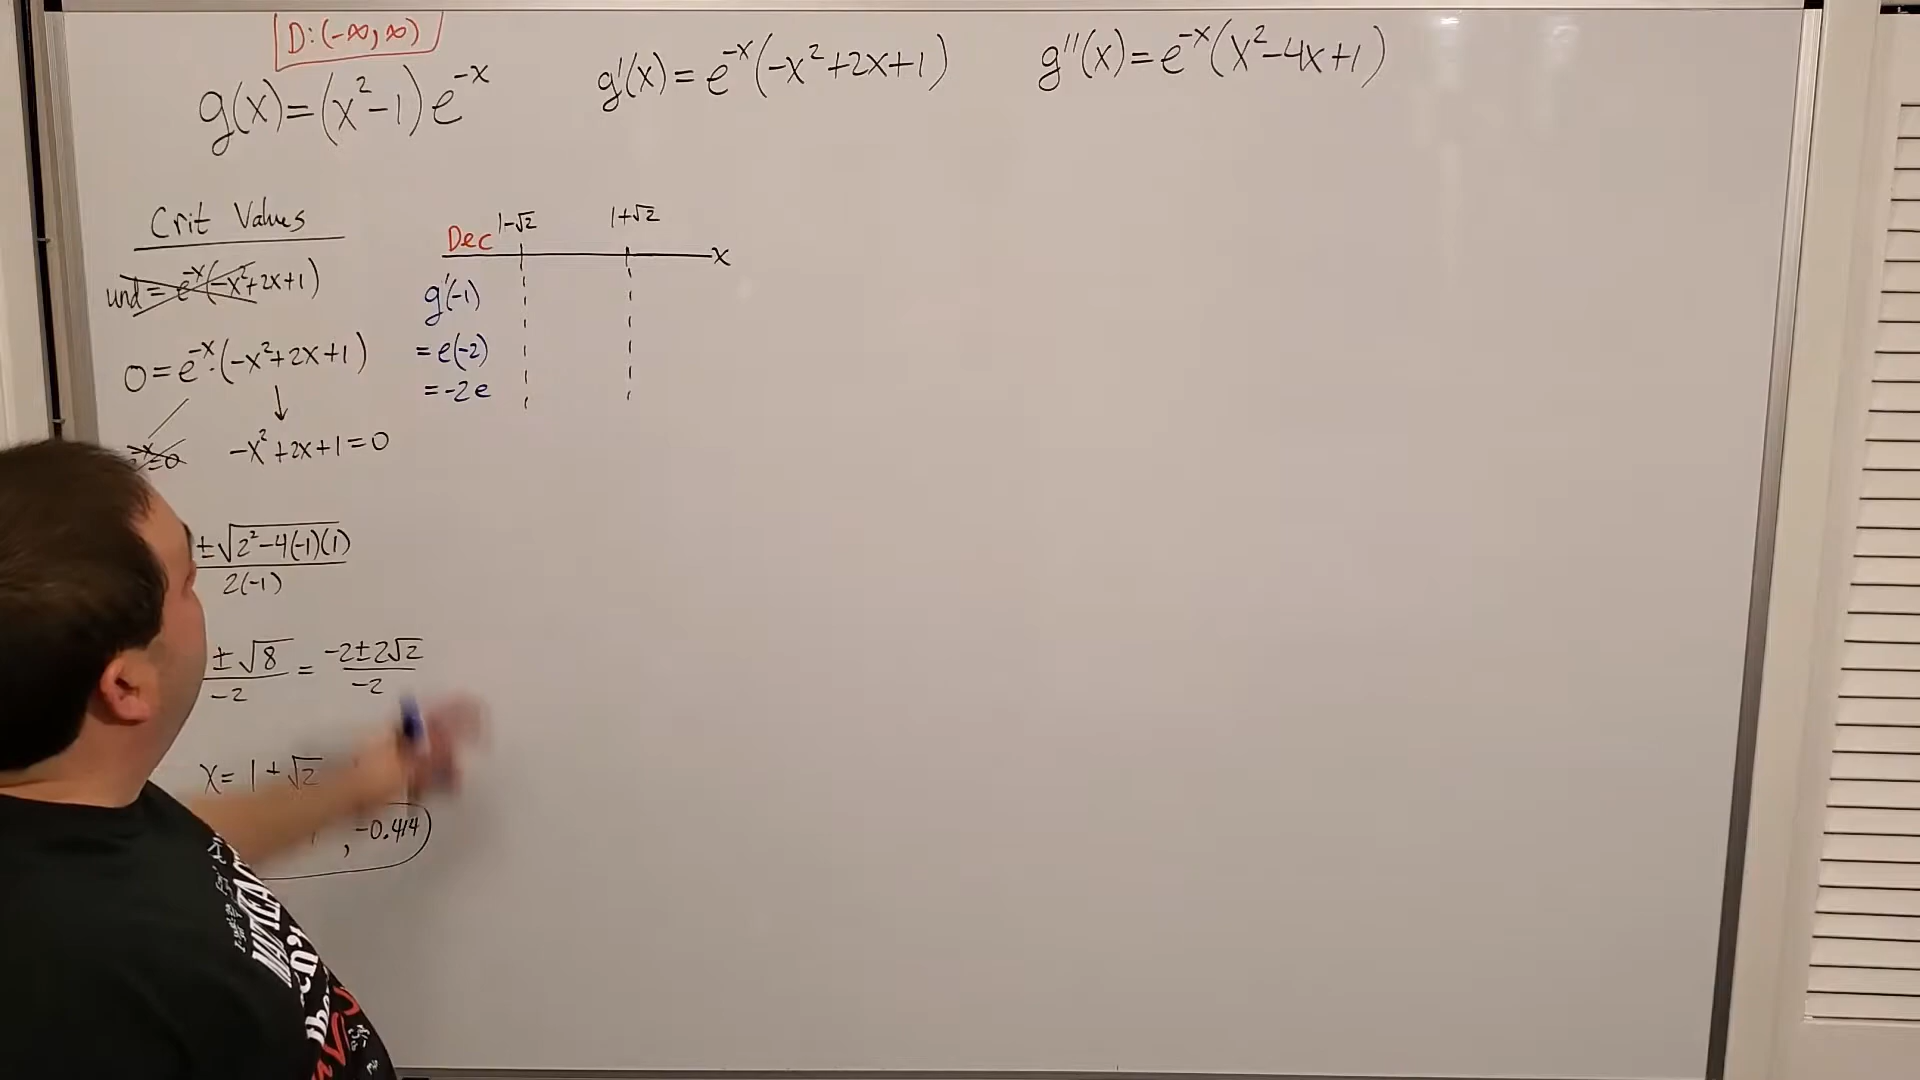 D: (-∞, ∞)
g(x) = (x² - 1) e^{-x}
g'(x) = e^{-x}(-x² + 2x + 1)
g''(x) = e^{-x}(x² - 4x + 1)
Crit Values
und = e^{-x}(-x² + 2x + 1)
0 = e^{-x} · (-x² + 2x + 1)
-x² + 2x + 1 = 0
± √(2² - 4(-1)(1))
2(-1)
± √8 / -2 = (-2 ± 2√2) / -2
x = 1 ± √2
, -0.414
Dec 1-√2 1+√2
x
g'(-1)
= e(-2)
= -2e